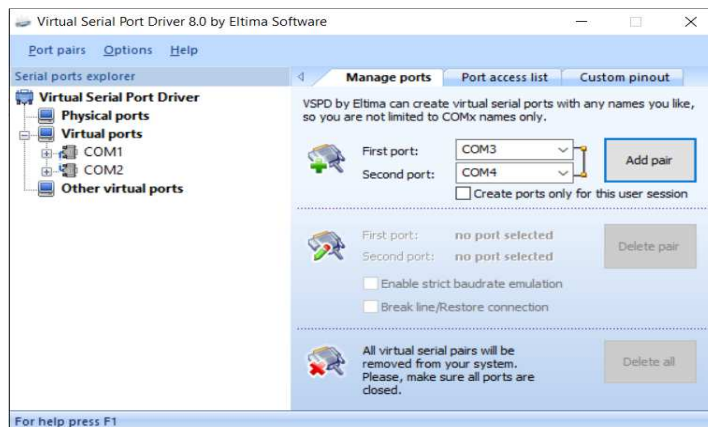 Virtual Serial Port Driver 8.0 by Eltima Software
Port pairs Options Help
Serial ports explorer
Virtual Serial Port Driver
Physical ports
Virtual ports
COM1
COM2
Other virtual ports
Manage ports Port access list Custom pinout
VSPD by Eltima can create virtual serial ports with any names you like,
so you are not limited to COMx names only.
First port: COM3
Second port: COM4
Add pair
Create ports only for this user session
First port: no port selected
Second port: no port selected
Delete pair
Enable strict baudrate emulation
Break line/Restore connection
All virtual serial pairs will be
removed from your system.
Please, make sure all ports are
closed.
Delete all
For help press F1